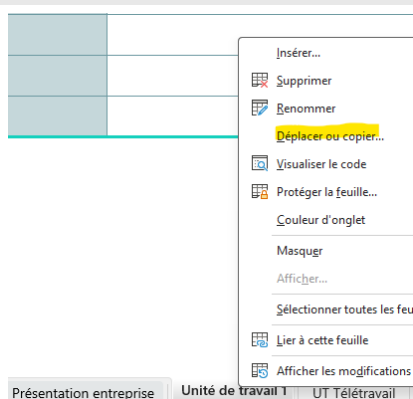 Insérer...
Supprimer
Renommer
Déplacer ou copier...
Visualiser le code
Protéger la feuille...
Couleur d'onglet
Masquer
Afficher...
Sélectionner toutes les feu
Lier à cette feuille
Afficher les modifications
Présentation entreprise Unité de travail 1 UT Télétravail